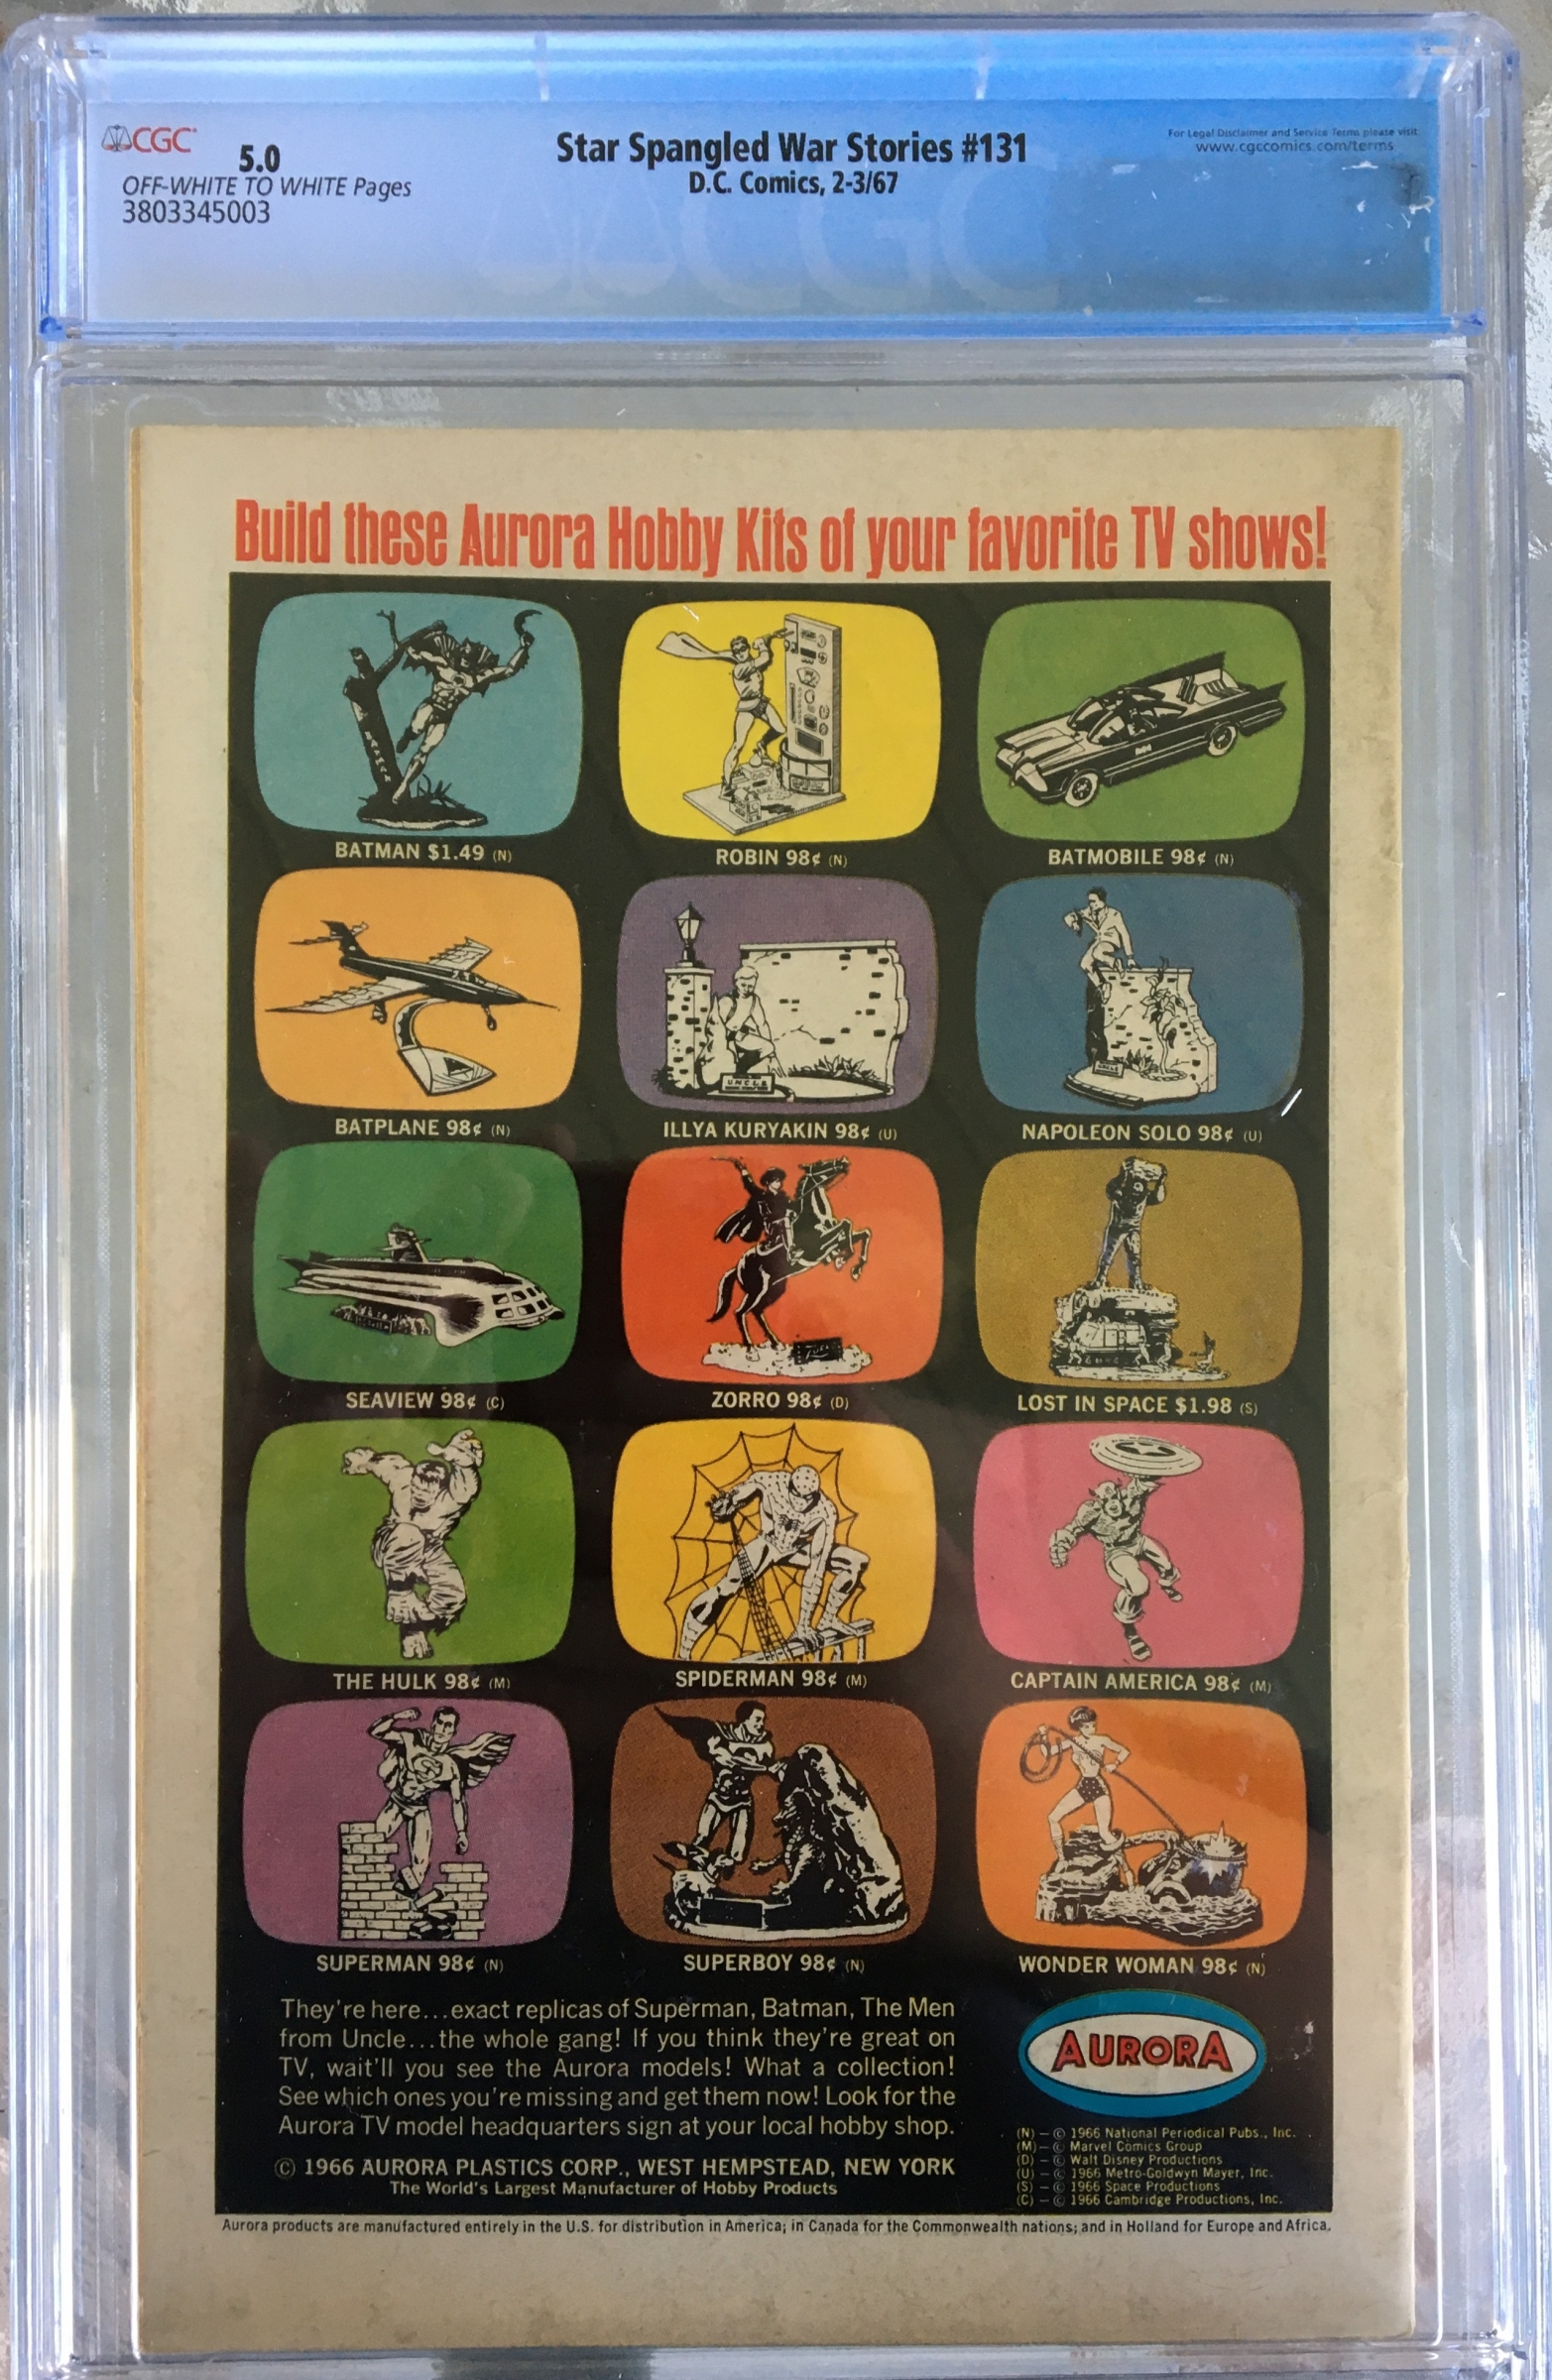 CGC
5.0
OFF-WHITE TO WHITE Pages
3803345003
Star Spangled War Stories #131
D.C. Comics, 2-3/67
For Legal Disclaimer and Service Terms please visit:
www.cgccomics.com/terms
CGC
Build these Aurora Hobby Kits of your favorite TV shows!
BATMAN $1.49 (N)
ROBIN 98¢ (N)
BATMOBILE 98¢ (N)
BATPLANE 98¢ (N)
UNCLE
ILLYA KURYAKIN 98¢ (U)
UNCLE
NAPOLEON SOLO 98¢ (U)
SEAVIEW 98¢ (C)
ZORRO 98¢ (D)
LOST IN SPACE $1.98 (S)
THE HULK 98¢ (M)
SPIDERMAN 98¢ (M)
CAPTAIN AMERICA 98¢ (M)
SUPERMAN 98¢ (N)
SUPERBOY 98¢ (N)
WONDER WOMAN 98¢ (N)
They're here...exact replicas of Superman, Batman, The Men
from Uncle...the whole gang! If you think they're great on
TV, wait'll you see the Aurora models! What a collection!
See which ones you're missing and get them now! Look for the
Aurora TV model headquarters sign at your local hobby shop.
© 1966 AURORA PLASTICS CORP., WEST HEMPSTEAD, NEW YORK
The World's Largest Manufacturer of Hobby Products
AURORA
(N) – © 1966 National Periodical Pubs., Inc.
(M) – © Marvel Comics Group
(D) – © Walt Disney Productions
(U) – © 1966 Metro-Goldwyn Mayer, Inc.
(S) – © 1966 Space Productions
(C) – © 1966 Cambridge Productions, Inc.
Aurora products are manufactured entirely in the U.S. for distribution in America; in Canada for the Commonwealth nations; and in Holland for Europe and Africa.